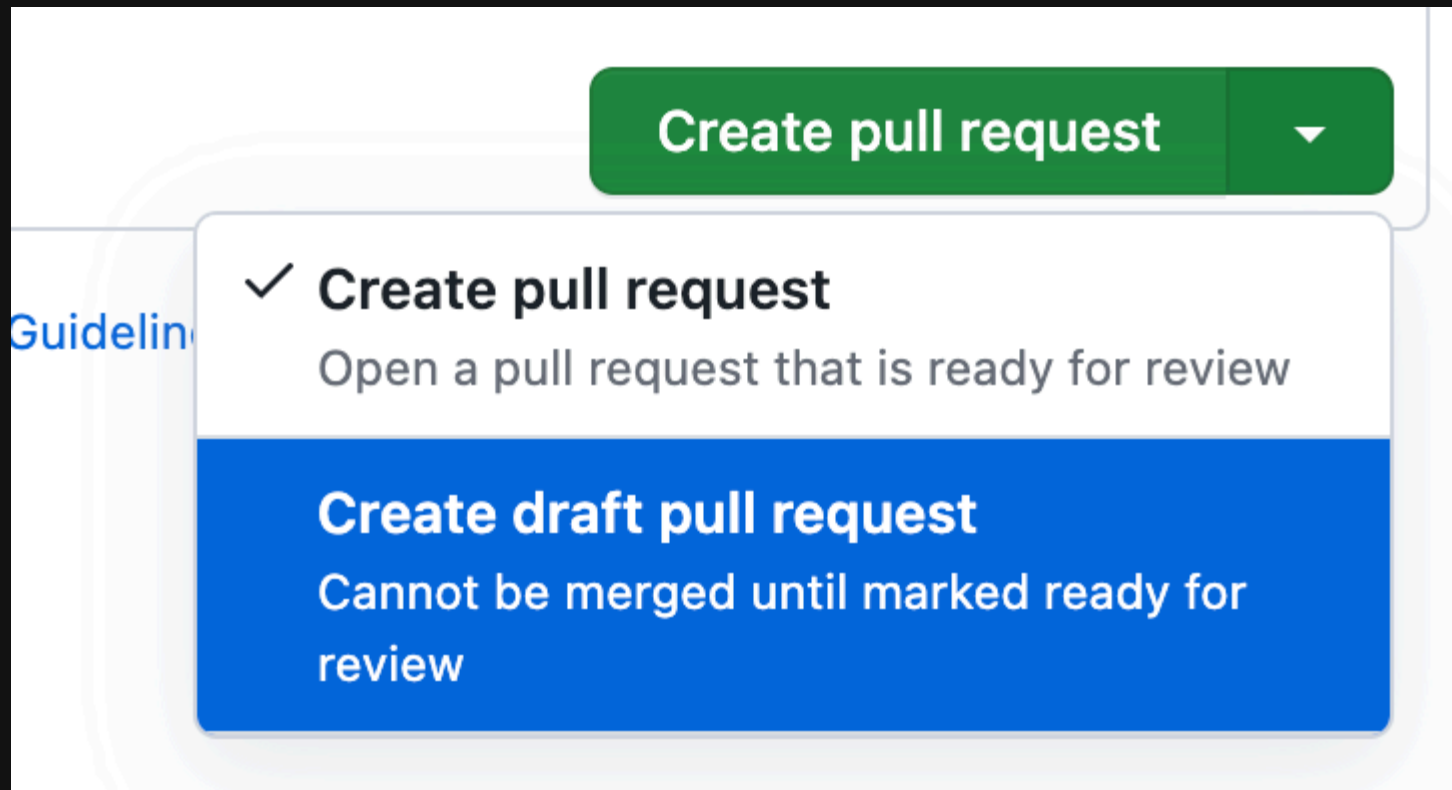 Create pull request
Create pull request
Open a pull request that is ready for review
Guidelin
Create draft pull request
Cannot be merged until marked ready for
review